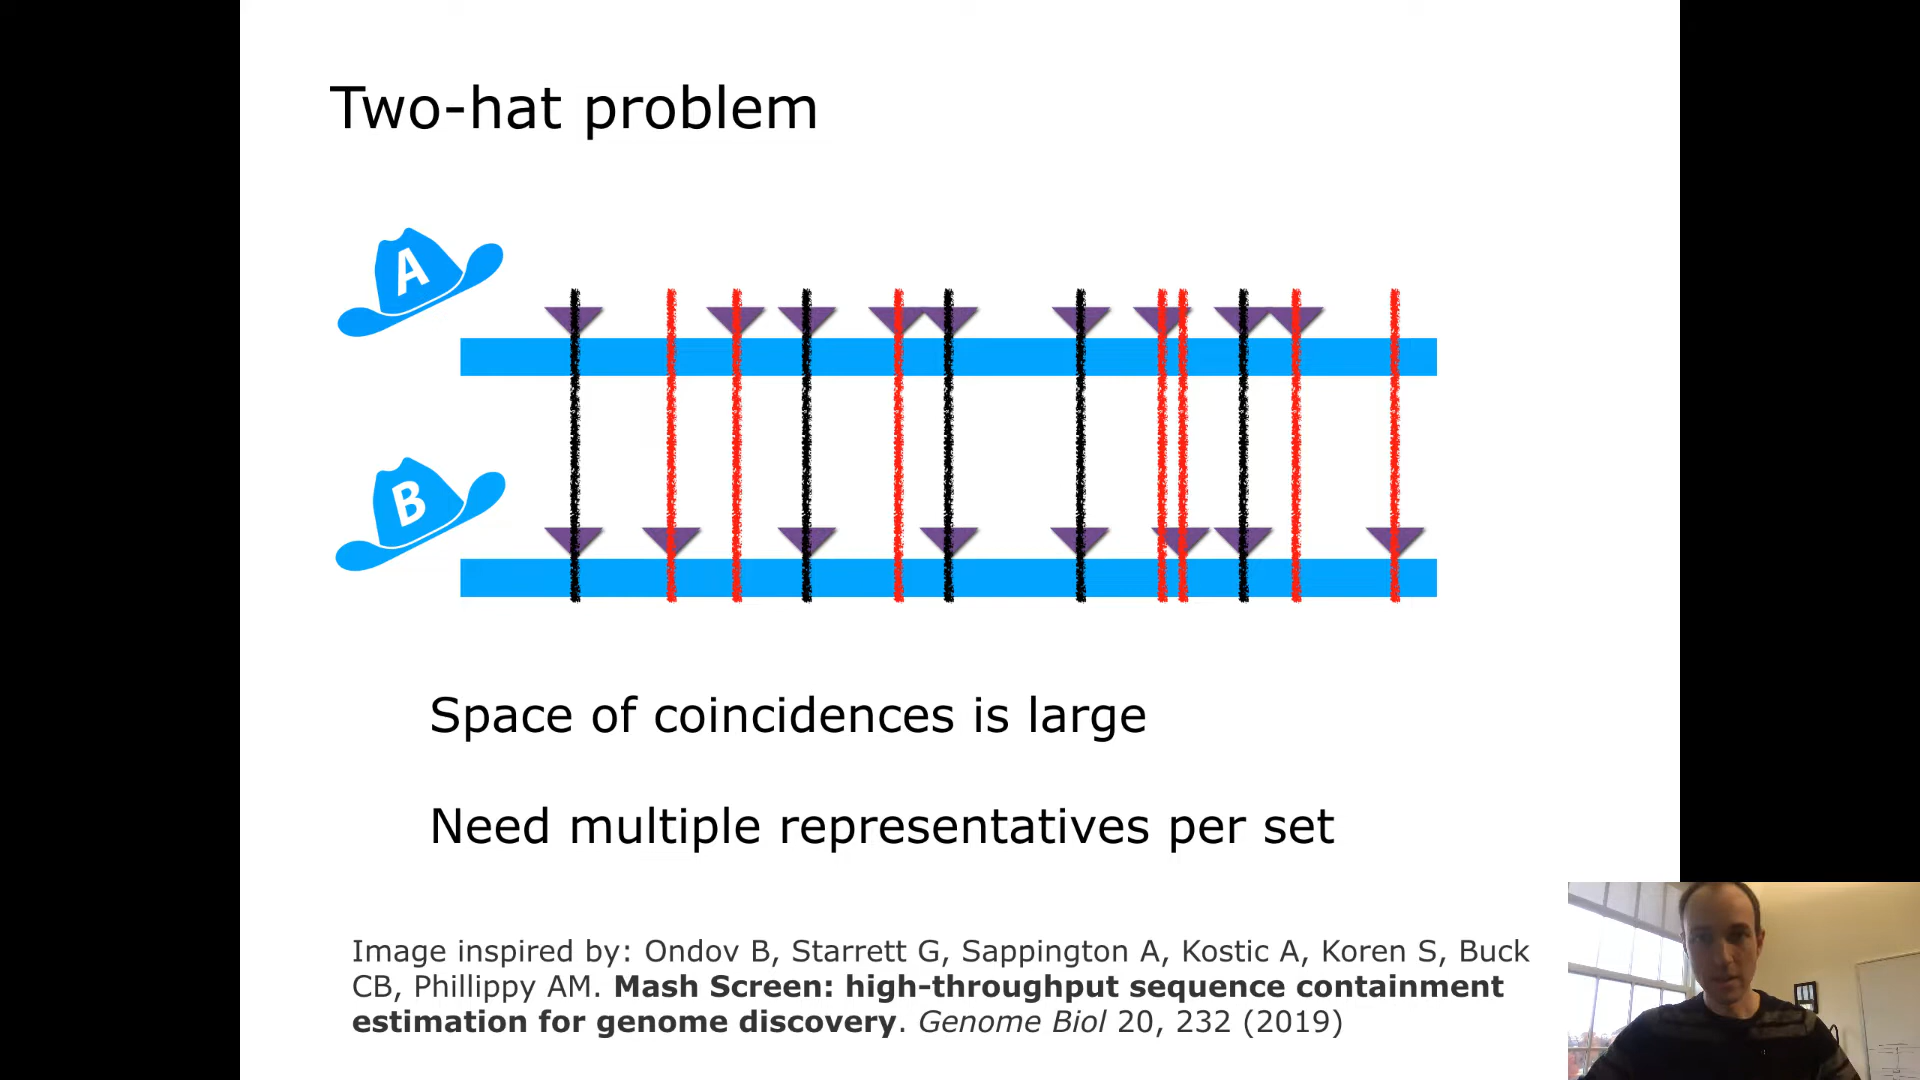 Two-hat problem
A
B
Space of coincidences is large
Need multiple representatives per set
Image inspired by: Ondov B, Starrett G, Sappington A, Kostic A, Koren S, Buck
CB, Phillippy AM. Mash Screen: high-throughput sequence containment
estimation for genome discovery. Genome Biol 20, 232 (2019)